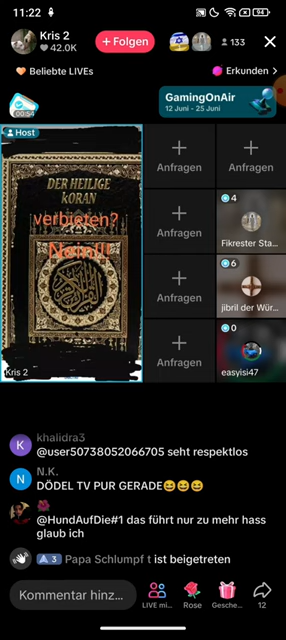 11:22
94
Kris 2
42.0K
+ Folgen
133
Beliebte LIVEs
Erkunden >
00:54
GamingOnAir
12 Juni - 25 Juni
Host
DER HEILIGE
KORAN
verbieten?
Nein!!!
Kris 2
Anfragen
Anfragen
Anfragen
4
Fikrester Sta...
Anfragen
6
jibril der Wür...
Anfragen
0
easyisi47
khalidra3
@user50738052066705 seht respektlos
N.K.
DÖDEL TV PUR GERADE😄😄😄
🌺
@HundAufDie#1 das führt nur zu mehr hass
glaub ich
3 Papa Schlumpf t ist beigetreten
Kommentar hinz...
LIVE mi...
Rose
Gesche...
12